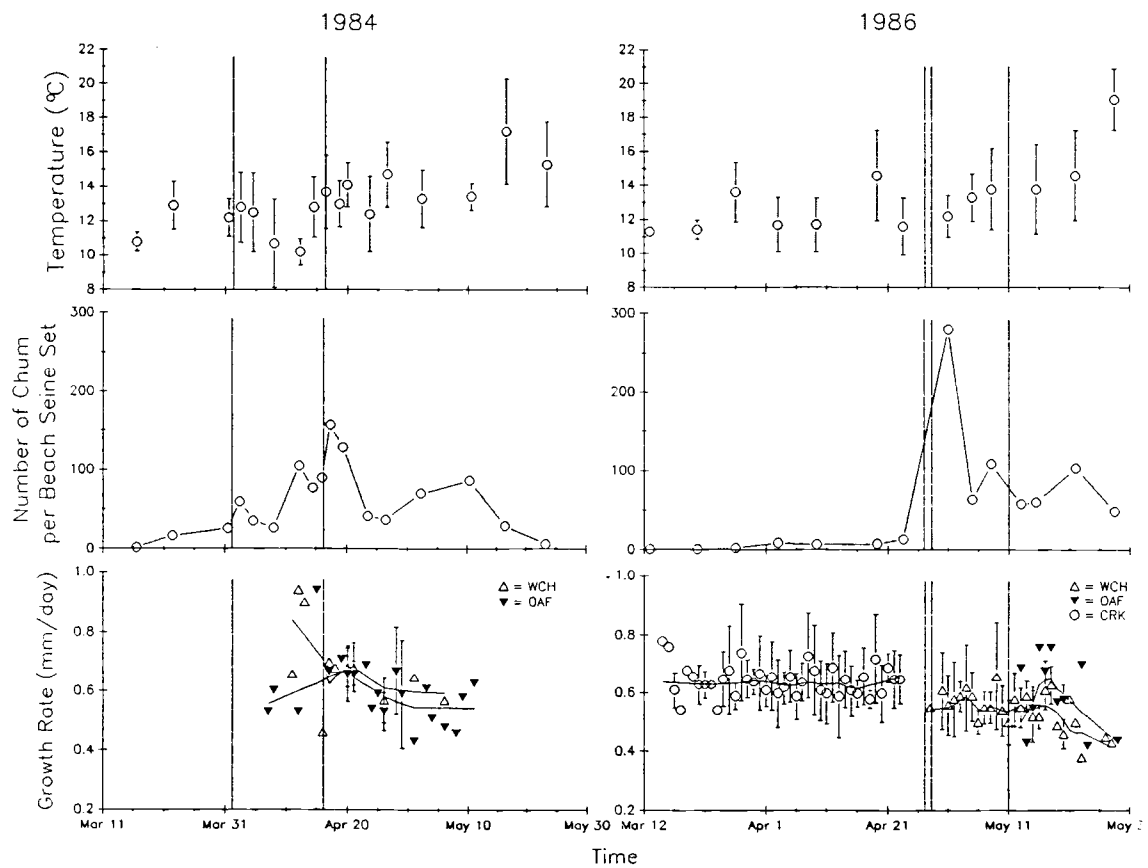 1984
1986
Temperature (ºC)
22
20
18
16
14
12
10
8
22
20
18
16
14
12
10
8
Number of Chum
per Beach Seine Set
300
200
100
0
300
200
100
0
Growth Rate (mm/day)
1.0
0.8
0.6
0.4
0.2
△ = WCH
▼ = OAF
1.0
0.8
0.6
0.4
0.2
△ = WCH
▼ = OAF
○ = CRK
Mar 11
Mar 31
Apr 20
May 10
May 30
Mar 12
Apr 1
Apr 21
May 11
May 3
Time